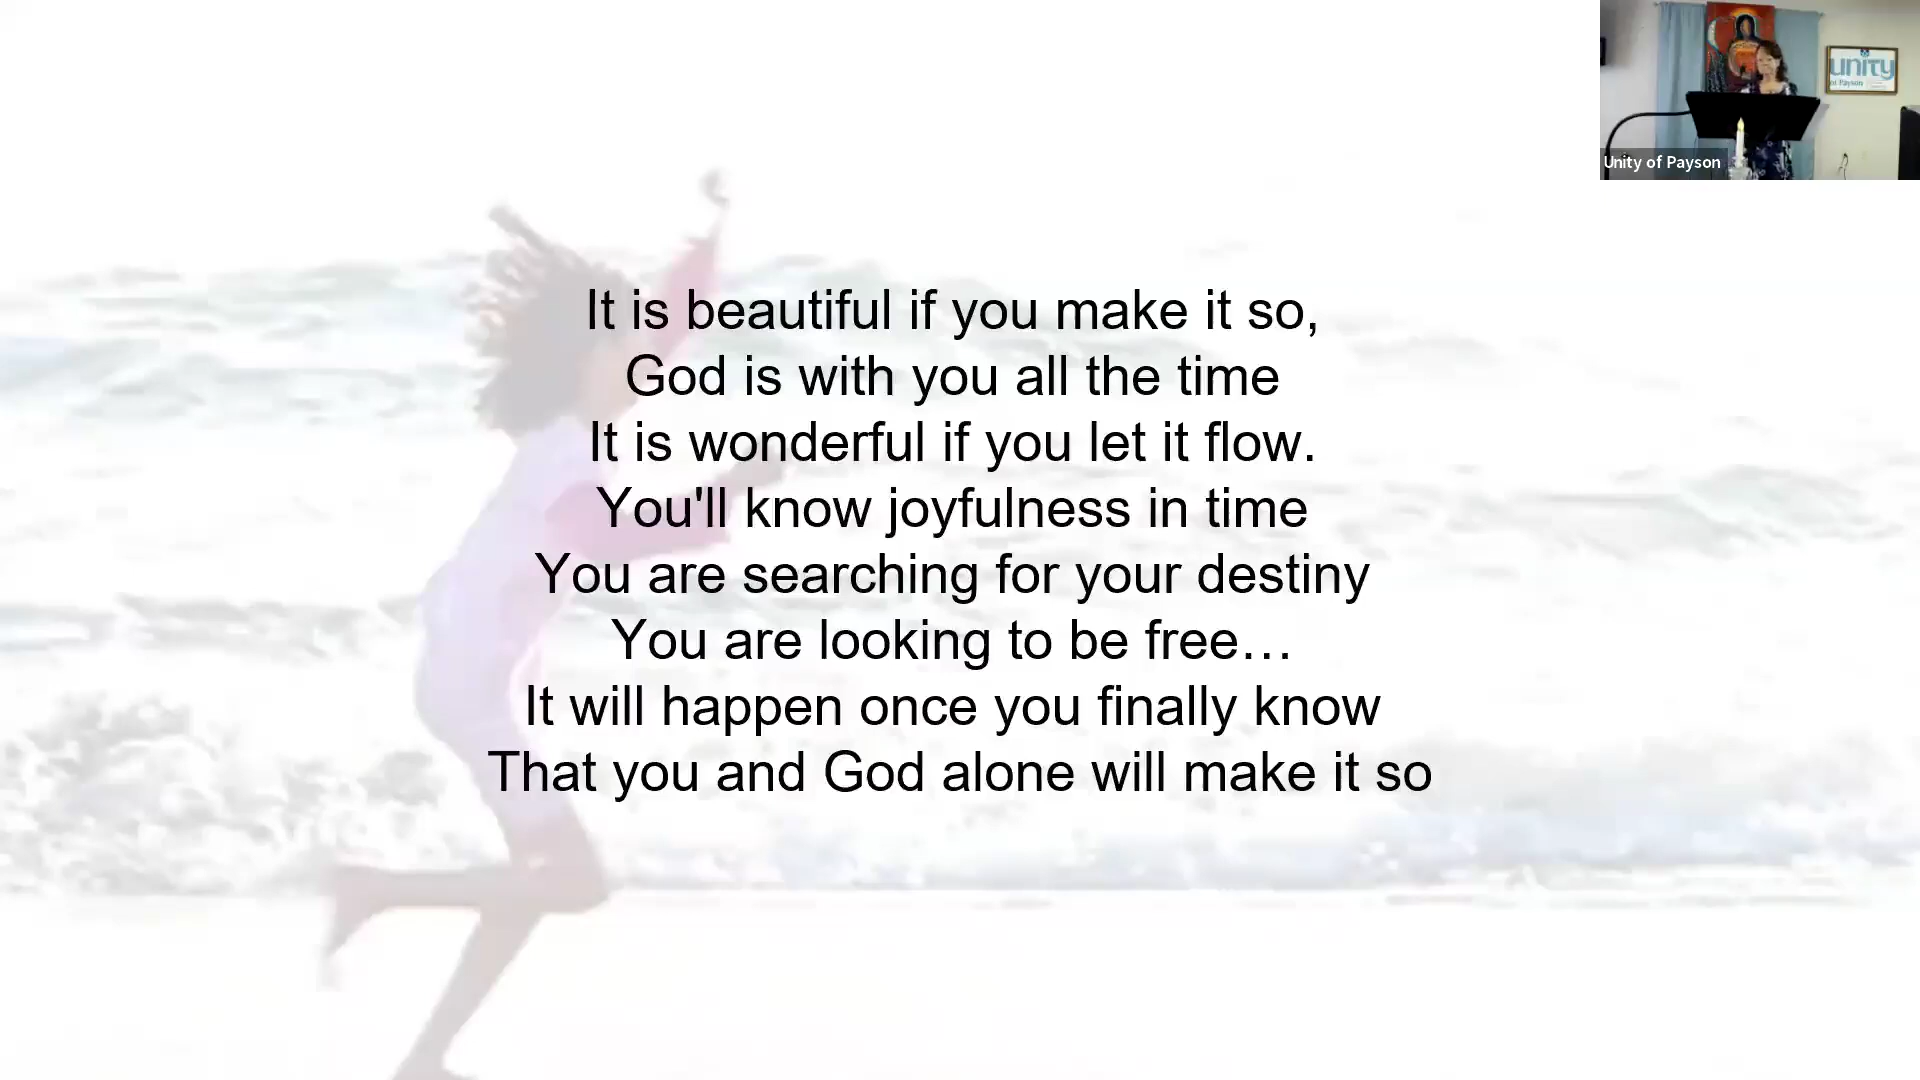 It is beautiful if you make it so,
God is with you all the time
It is wonderful if you let it flow.
You'll know joyfulness in time
You are searching for your destiny
You are looking to be free…
It will happen once you finally know
That you and God alone will make it so
unity
of Payson
Unity of Payson